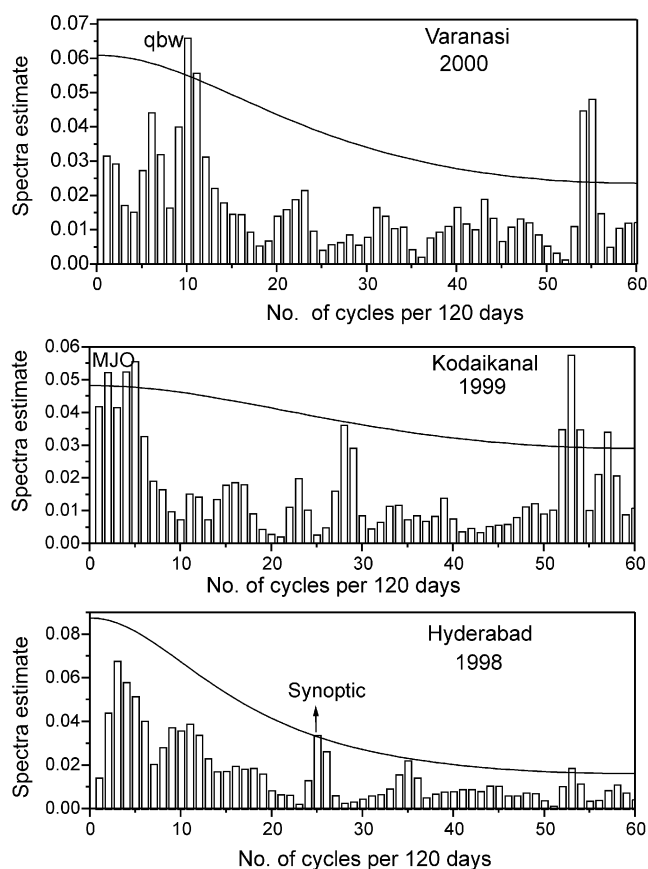 0.07
0.06
0.05
0.04
0.03
0.02
0.01
0.00
Spectra estimate
qbw
Varanasi
2000
0 10 20 30 40 50 60
No. of cycles per 120 days
0.06
0.05
0.04
0.03
0.02
0.01
0.00
Spectra estimate
MJO
Kodaikanal
1999
0 10 20 30 40 50 60
No. of cycles per 120 days
0.08
0.06
0.04
0.02
0.00
Spectra estimate
Hyderabad
1998
Synoptic
0 10 20 30 40 50 60
No. of cycles per 120 days